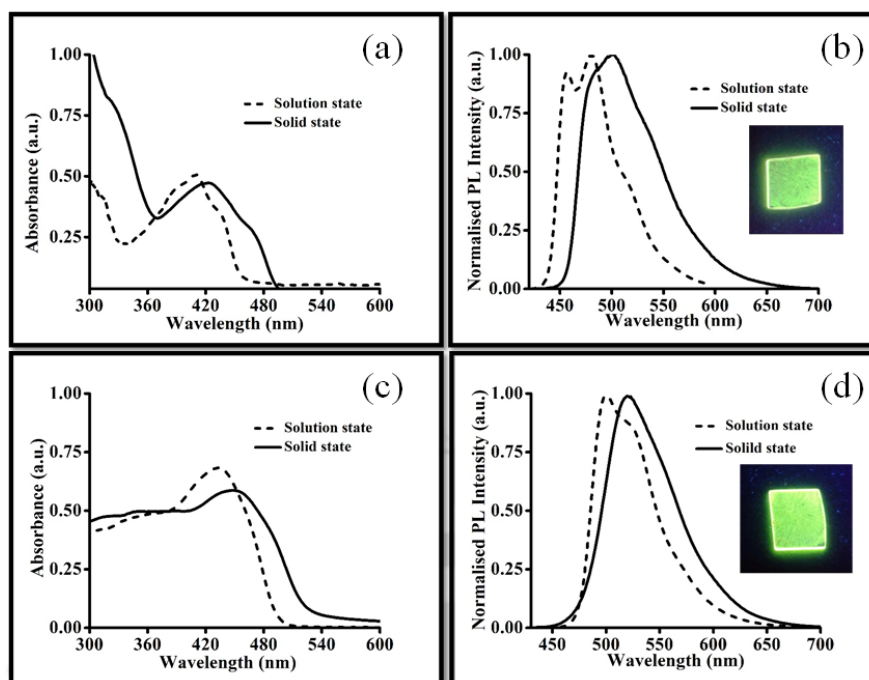 (a)
1.00
0.75
0.50
0.25
Absorbance (a.u.)
Solution state
Solid state
300 360 420 480 540 600
Wavelength (nm)
(b)
1.00
0.75
0.50
0.25
0.00
Normalised PL Intensity (a.u.)
Solution state
Solid state
450 500 550 600 650 700
Wavelength (nm)
(c)
1.00
0.75
0.50
0.25
0.00
Absorbance (a.u.)
Solution state
Solid state
300 360 420 480 540 600
Wavelength (nm)
(d)
1.00
0.75
0.50
0.25
0.00
Normalised PL Intensity (a.u.)
Solution state
Solild state
450 500 550 600 650 700
Wavelength (nm)